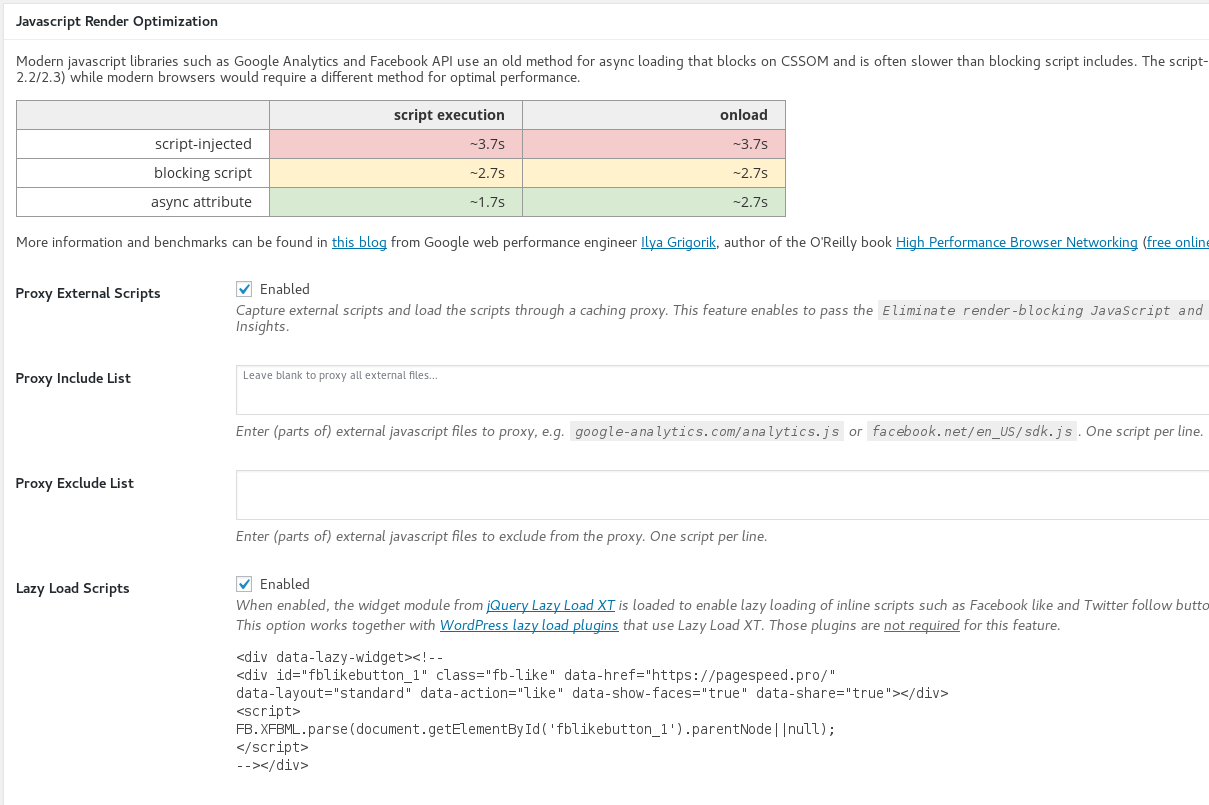 Javascript Render Optimization
Modern javascript libraries such as Google Analytics and Facebook API use an old method for async loading that blocks on CSSOM and is often slower than blocking script includes. The script-
2.2/2.3) while modern browsers would require a different method for optimal performance.
script execution onload
script-injected ~3.7s ~3.7s
blocking script ~2.7s ~2.7s
async attribute ~1.7s ~2.7s
More information and benchmarks can be found in this blog from Google web performance engineer Ilya Grigorik, author of the O'Reilly book High Performance Browser Networking (free online
Proxy External Scripts Enabled
Capture external scripts and load the scripts through a caching proxy. This feature enables to pass the Eliminate render-blocking JavaScript and
Insights.
Proxy Include List Leave blank to proxy all external files...
Enter (parts of) external javascript files to proxy, e.g. google-analytics.com/analytics.js or facebook.net/en_US/sdk.js . One script per line.
Proxy Exclude List
Enter (parts of) external javascript files to exclude from the proxy. One script per line.
Lazy Load Scripts Enabled
When enabled, the widget module from jQuery Lazy Load XT is loaded to enable lazy loading of inline scripts such as Facebook like and Twitter follow butto
This option works together with WordPress lazy load plugins that use Lazy Load XT. Those plugins are not required for this feature.
<div data-lazy-widget><!--
<div id="fblikebutton_1" class="fb-like" data-href="https://pagespeed.pro/"
data-layout="standard" data-action="like" data-show-faces="true" data-share="true"></div>
<script>
FB.XFBML.parse(document.getElementById('fblikebutton_1').parentNode||null);
</script>
--></div>